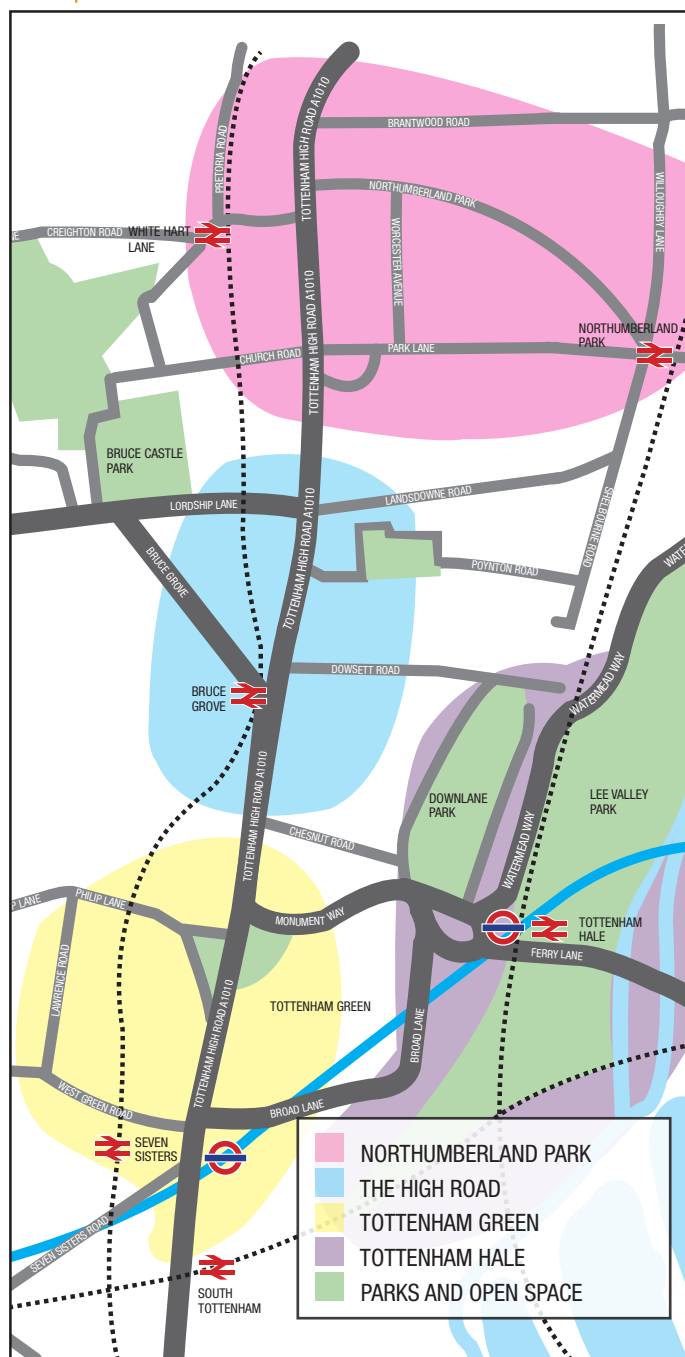 TOTTENHAM HIGH ROAD A1010
BRANTWOOD ROAD
PRETORIA ROAD
NORTHUMBERLAND PARK
WILLOUGHBY LANE
WORCESTER AVENUE
CREIGHTON ROAD
WHITE HART
LANE
TOTTENHAM HIGH ROAD A1010
NORTHUMBERLAND
PARK
CHURCH ROAD
PARK LANE
BRUCE CASTLE
PARK
LORDSHIP LANE
LANDSDOWNE ROAD
SHELBOURNE ROAD
TOTTENHAM HIGH ROAD A1010
BRUCE GROVE
POYNTON ROAD
WATER
DOWSETT ROAD
BRUCE
GROVE
WATERMEAD WAY
TOTTENHAM HIGH ROAD A1010
DOWNLANE
PARK
LEE VALLEY
PARK
CHESNUT ROAD
WATERMEAD WAY
P LANE
PHILIP LANE
MONUMENT WAY
TOTTENHAM
HALE
FERRY LANE
LAWRENCE ROAD
TOTTENHAM HIGH ROAD A1010
TOTTENHAM GREEN
BROAD LANE
WEST GREEN ROAD
BROAD LANE
SEVEN
SISTERS
SEVEN SISTERS ROAD
SOUTH
TOTTENHAM
NORTHUMBERLAND PARK
THE HIGH ROAD
TOTTENHAM GREEN
TOTTENHAM HALE
PARKS AND OPEN SPACE